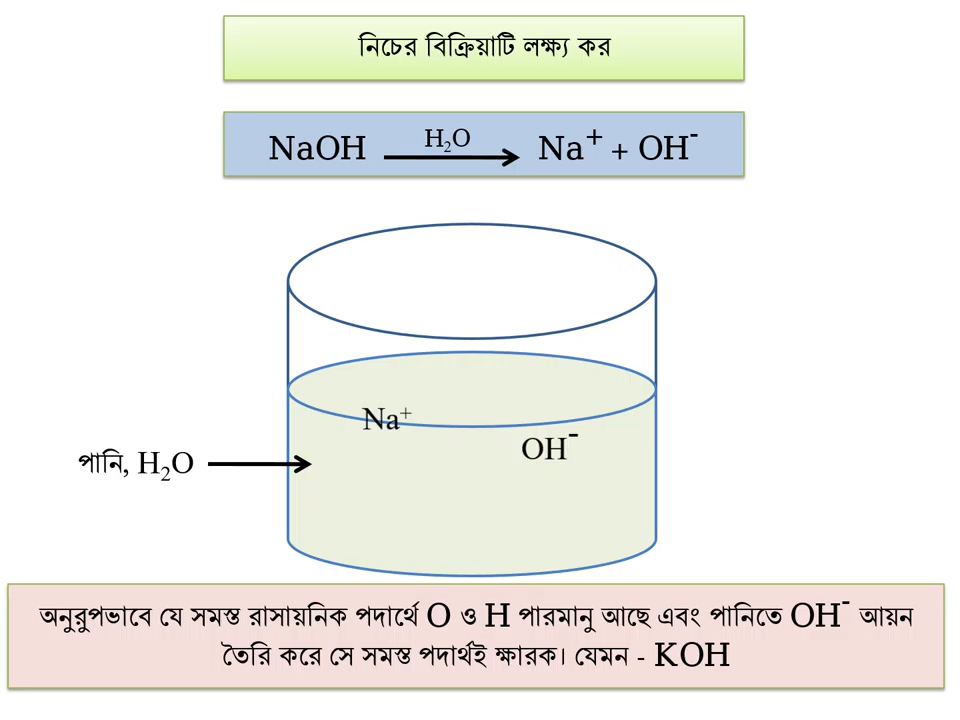 নিচের বিক্রিয়াটি লক্ষ্য কর
NaOH H₂O Na⁺ + OH⁻
Na⁺
OH⁻
পানি, H₂O
অনুরুপভাবে যে সমস্ত রাসায়নিক পদার্থে O ও H পারমানু আছে এবং পানিতে OH⁻ আয়ন
তৈরি করে সে সমস্ত পদার্থই ক্ষারক। যেমন - KOH